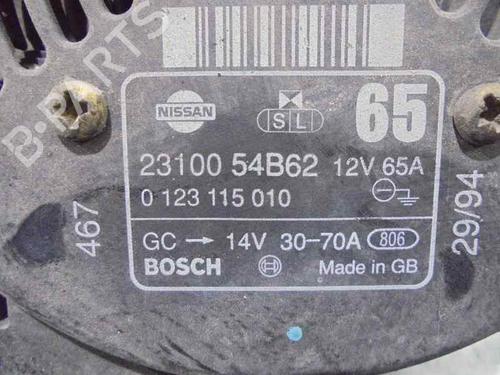 NISSAN
S L
65
23100 54B62 12V 65A
0 123 115 010
GC → 14V 30-70A 806
BOSCH Made in GB
467
29/94
B-PARTS